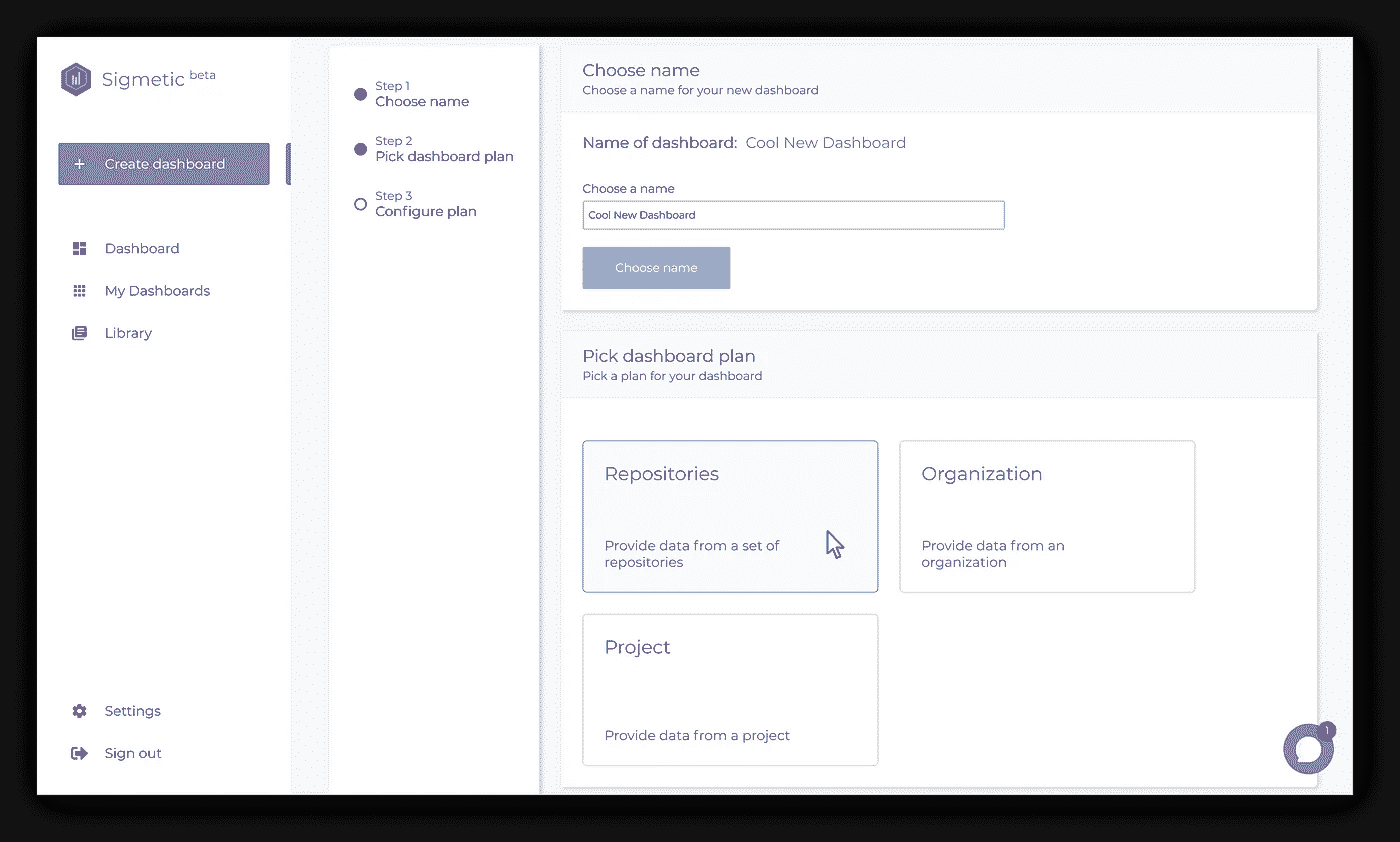 Sigmetic beta
+ Create dashboard
Dashboard
My Dashboards
Library
Settings
Sign out
Step 1
Choose name
Step 2
Pick dashboard plan
Step 3
Configure plan
Choose name
Choose a name for your new dashboard
Name of dashboard: Cool New Dashboard
Choose a name
Cool New Dashboard
Choose name
Pick dashboard plan
Pick a plan for your dashboard
Repositories
Provide data from a set of
repositories
Organization
Provide data from an
organization
Project
Provide data from a project
1